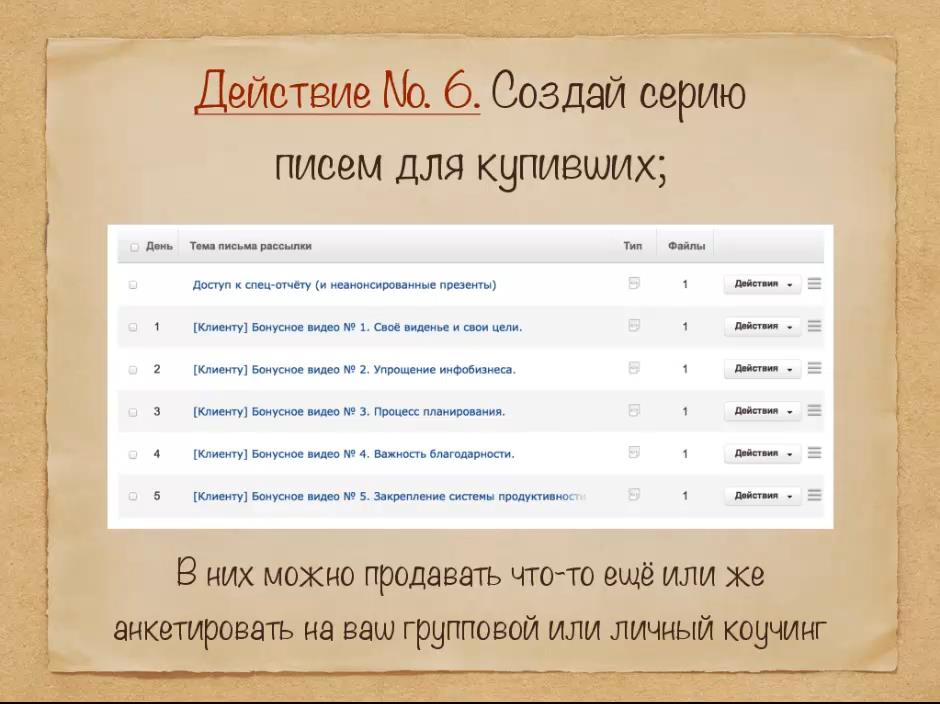 Действие No. 6. Создай серию
писем для купивших;
День Тема письма рассылки Тип Файлы
Доступ к спец-отчёту (и неанонсированные презенты) 1 Действия
1 [Клиенту] Бонусное видео № 1. Своё виденье и свои цели. 1 Действия
2 [Клиенту] Бонусное видео № 2. Упрощение инфобизнеса. 1 Действия
3 [Клиенту] Бонусное видео № 3. Процесс планирования. 1 Действия
4 [Клиенту] Бонусное видео № 4. Важность благодарности. 1 Действия
5 [Клиенту] Бонусное видео № 5. Закрепление системы продуктивности 1 Действия
В них можно продавать что-то ещё или же
анкетировать на ваш групповой или личный коучинг